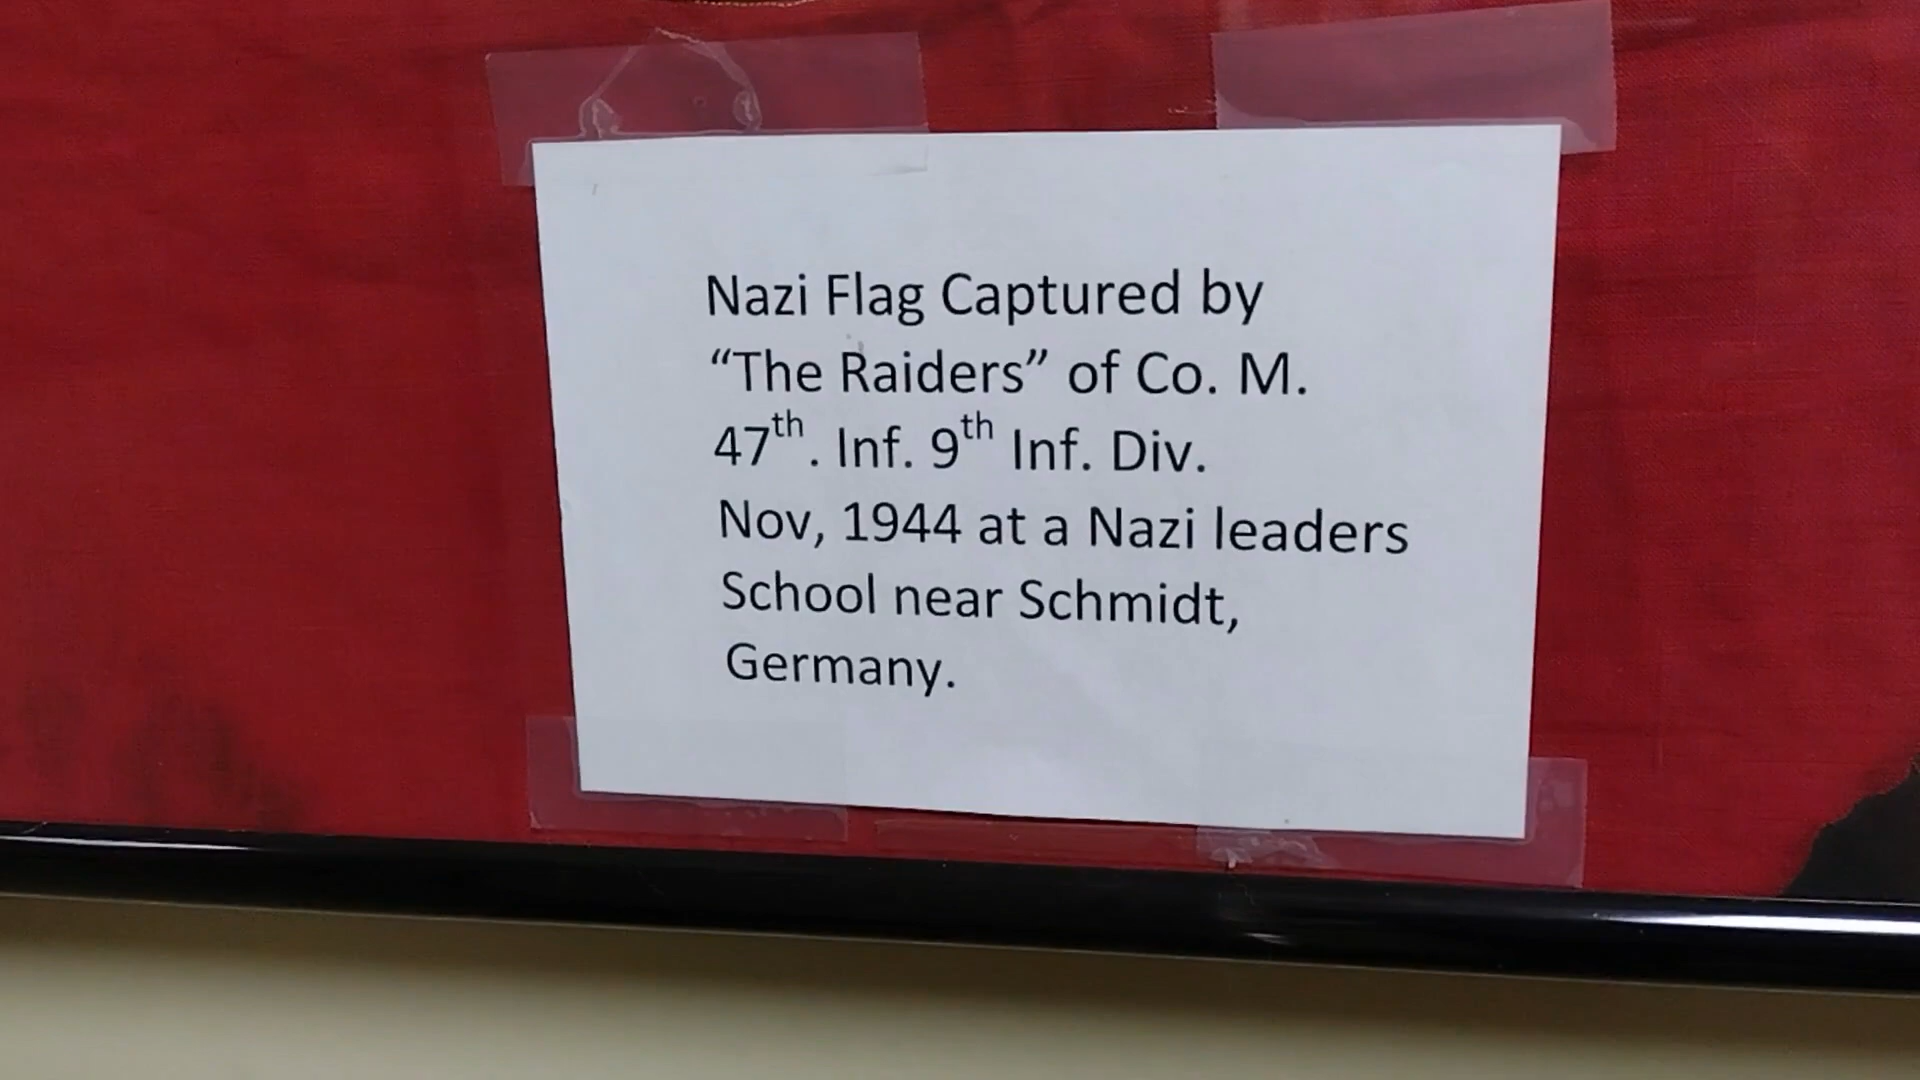 Nazi Flag Captured by
“The Raiders” of Co. M.
47th. Inf. 9th Inf. Div.
Nov, 1944 at a Nazi leaders
School near Schmidt,
Germany.